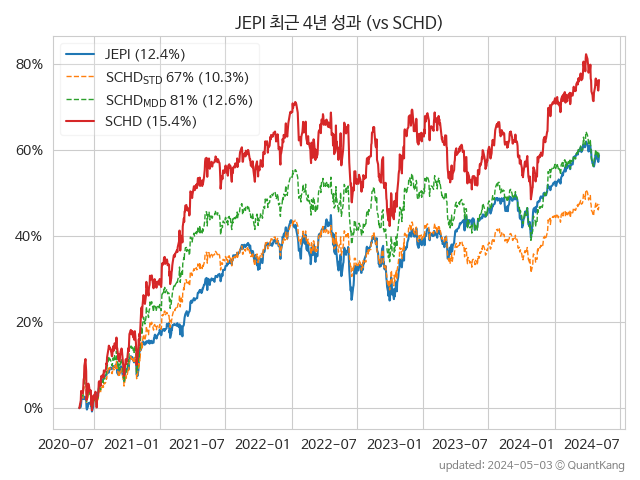 JEPI 최근 4년 성과 (vs SCHD)
JEPI (12.4%)
SCHD_STD 67% (10.3%)
SCHD_MDD 81% (12.6%)
SCHD (15.4%)
80%
60%
40%
20%
0%
2020-07 2021-01 2021-07 2022-01 2022-07 2023-01 2023-07 2024-01 2024-07
updated: 2024-05-03 © QuantKang